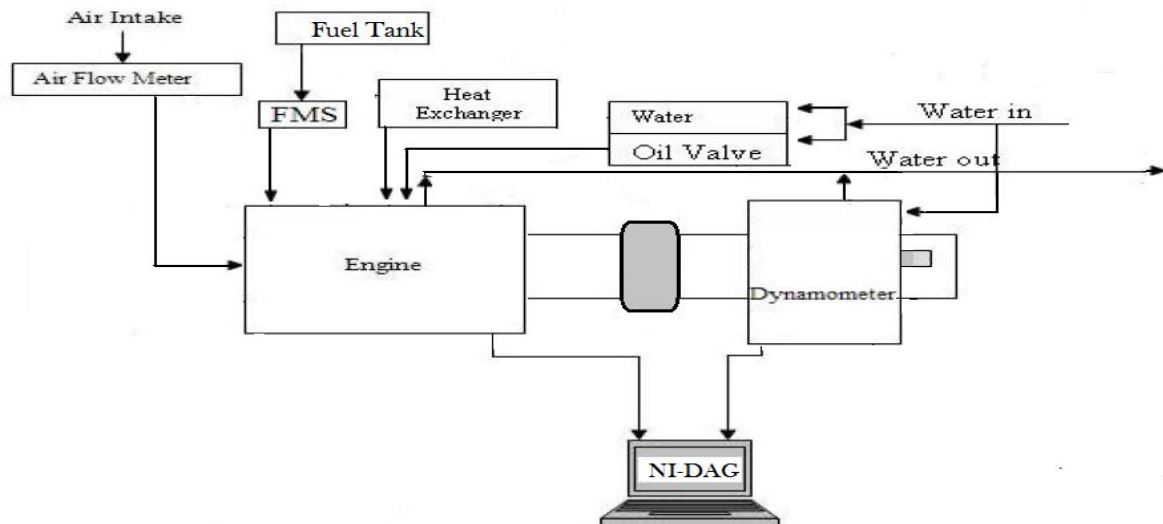 Air Intake
Fuel Tank
Air Flow Meter
FMS
Heat
Exchanger
Water
Oil Valve
Water in
Water out
Engine
Dynamometer
NI-DAG